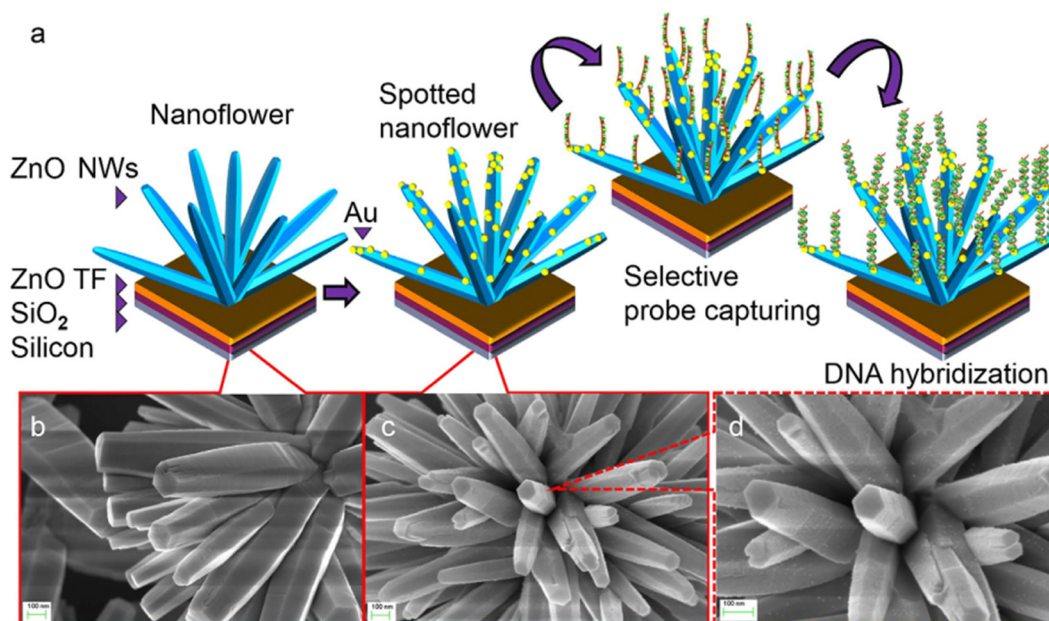 a
Nanoflower
ZnO NWs
ZnO TF
SiO₂
Silicon
Spotted
nanoflower
Au
Selective
probe capturing
DNA hybridization
b
100 nm
c
100 nm
d
100 nm